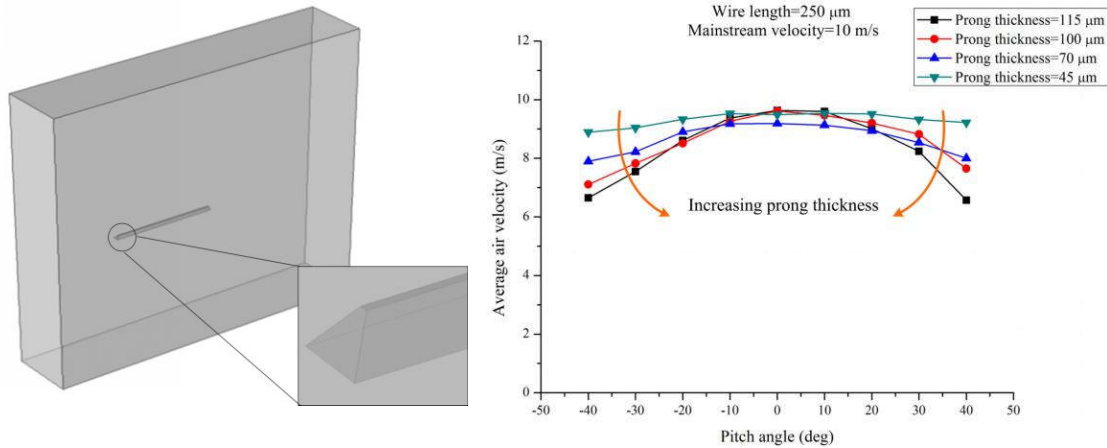 Wire length=250 μm
Mainstream velocity=10 m/s
Prong thickness=115 μm
Prong thickness=100 μm
Prong thickness=70 μm
Prong thickness=45 μm
Average air velocity (m/s)
12
10
8
6
4
2
0
Increasing prong thickness
-50 -40 -30 -20 -10 0 10 20 30 40 50
Pitch angle (deg)